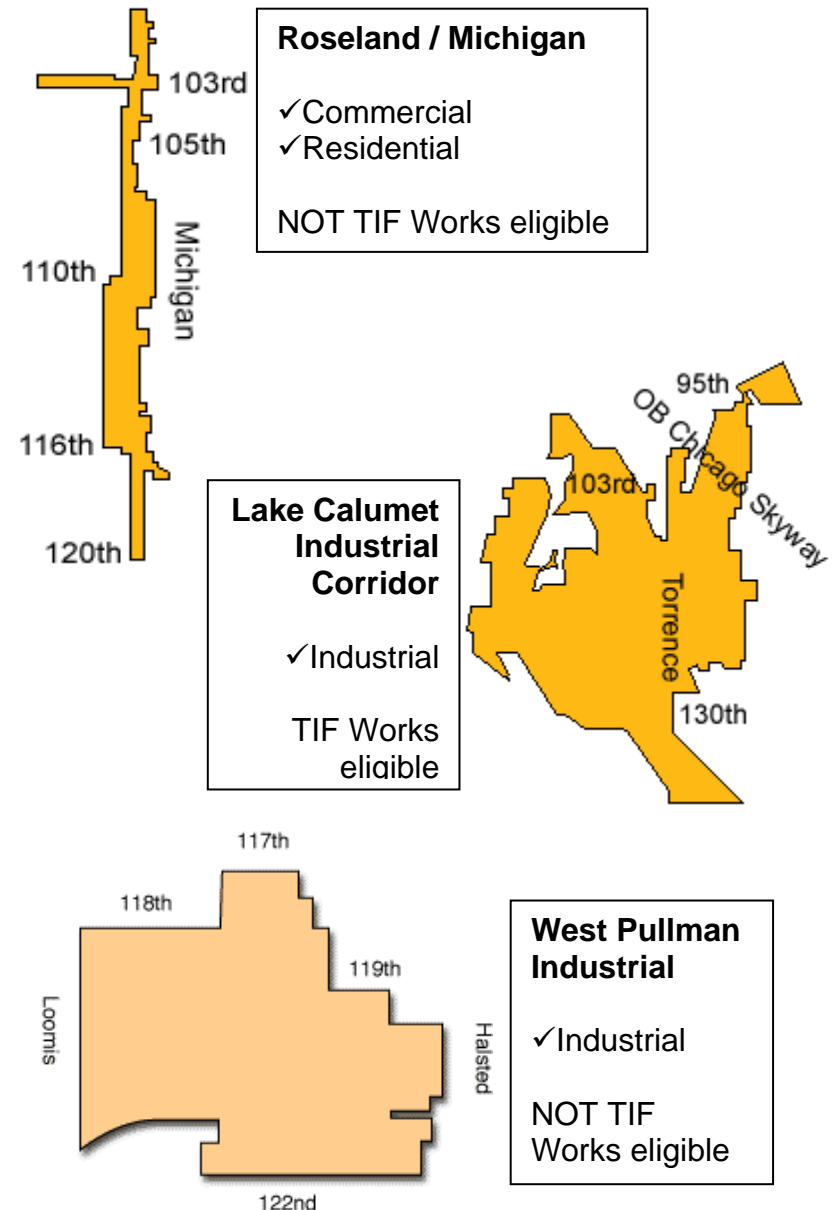 Roseland / Michigan
✓Commercial
✓Residential
NOT TIF Works eligible
103rd
105th
Michigan
110th
116th
120th
Lake Calumet
Industrial
Corridor
✓Industrial
TIF Works
eligible
95th
OB Chicago Skyway
103rd
Torrence
130th
117th
118th
119th
Loomis
Halsted
122nd
West Pullman
Industrial
✓Industrial
NOT TIF
Works eligible